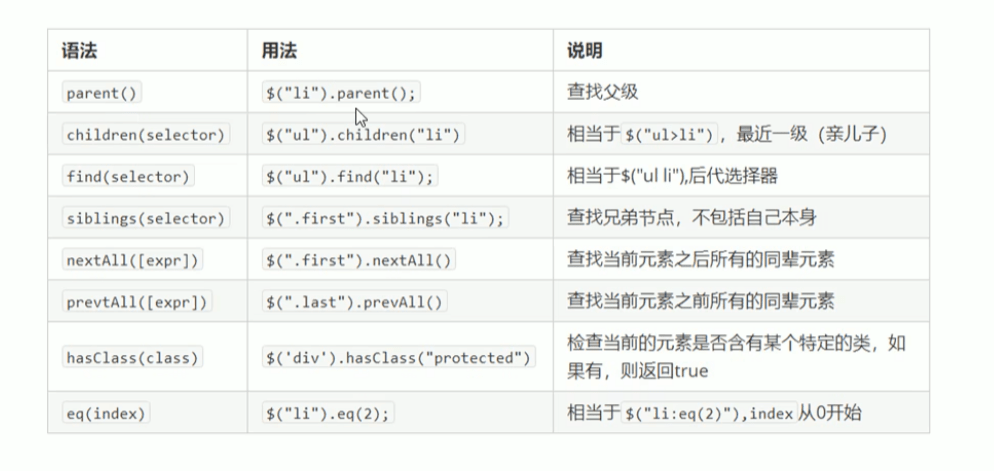 语法 用法 说明
parent() $("li").parent(); 查找父级
children(selector) $("ul").children("li") 相当于$("ul>li")，最近一级（亲儿子）
find(selector) $("ul").find("li"); 相当于$("ul li"),后代选择器
siblings(selector) $(".first").siblings("li"); 查找兄弟节点，不包括自己本身
nextAll([expr]) $(".first").nextAll() 查找当前元素之后所有的同辈元素
prevtAll([expr]) $(".last").prevAll() 查找当前元素之前所有的同辈元素
hasClass(class) $('div').hasClass("protected") 检查当前的元素是否含有某个特定的类，如
果有，则返回true
eq(index) $("li").eq(2); 相当于$("li:eq(2)"),index从0开始